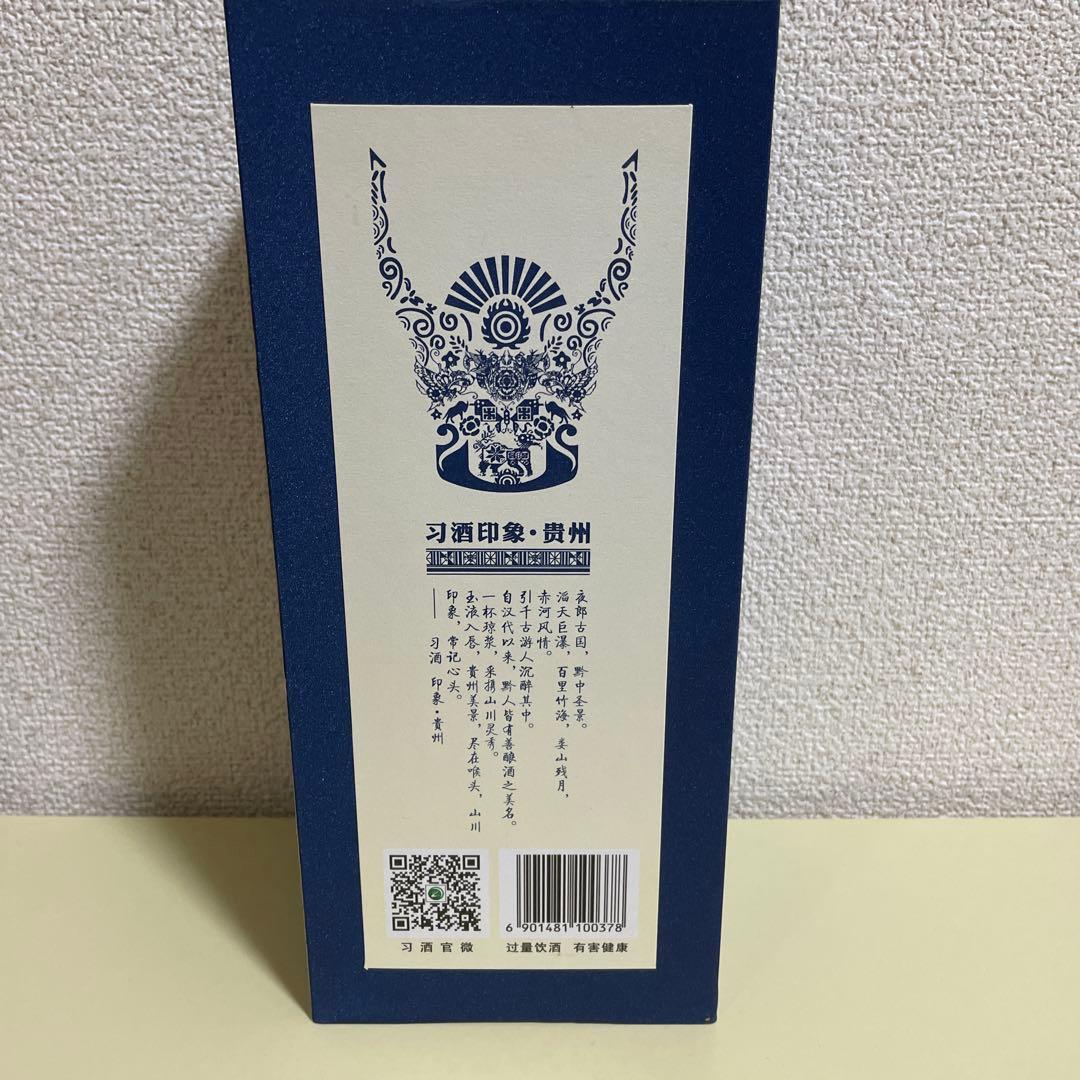 习酒印象·贵州
夜郎古国，黔中圣景。
滔天巨瀑，百里竹海，娄山残月，
赤河风情。
引千古游人沉醉其中。
自汉代以来，黔人皆有善酿酒之美名。
一杯琼浆，采携山川灵秀。
玉液入唇，贵州美景，尽在喉头，山川
印象，常记心头。
——习酒 印象·貴州
6 901481 100378
习酒官微
过量饮酒 有害健康